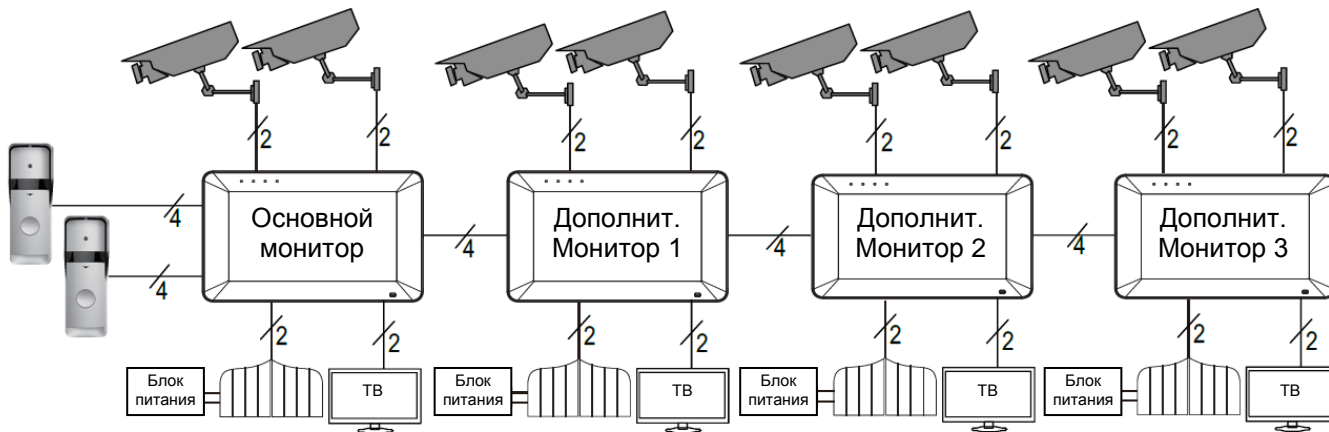 2 2 2 2 2 2 2 2
4
Основной
монитор
4
Дополнит.
Монитор 1
4
Дополнит.
Монитор 2
4
Дополнит.
Монитор 3
4
2 2 2 2 2 2 2 2
Блок
питания
ТВ
Блок
питания
ТВ
Блок
питания
ТВ
Блок
питания
ТВ